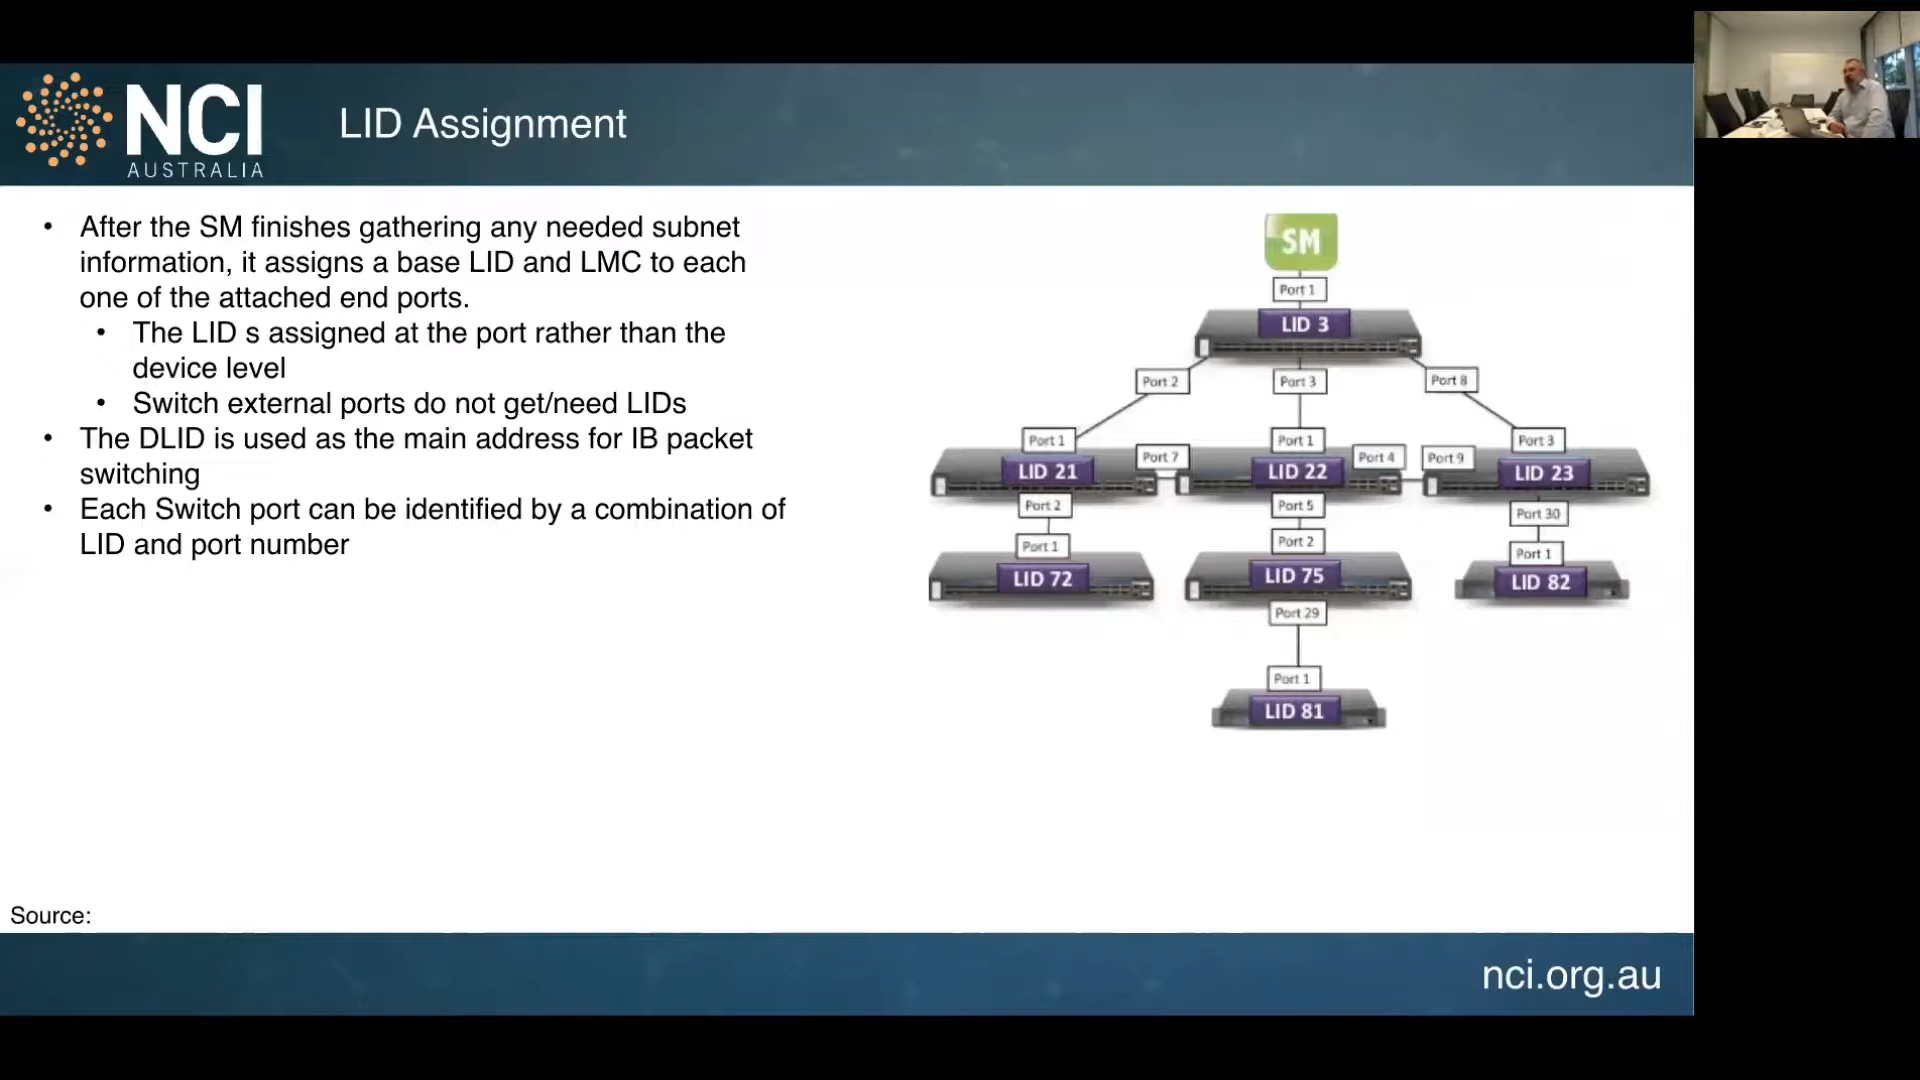 NCI
AUSTRALIA
LID Assignment
• After the SM finishes gathering any needed subnet
information, it assigns a base LID and LMC to each
one of the attached end ports.
• The LID s assigned at the port rather than the
device level
• Switch external ports do not get/need LIDs
• The DLID is used as the main address for IB packet
switching
• Each Switch port can be identified by a combination of
LID and port number
SM
Port 1
LID 3
Port 2
Port 3
Port 8
Port 1
Port 1
Port 3
Port 7
Port 4
Port 9
LID 21
LID 22
LID 23
Port 2
Port 5
Port 30
Port 1
Port 2
Port 1
LID 72
LID 75
LID 82
Port 29
Port 1
LID 81
Source:
nci.org.au